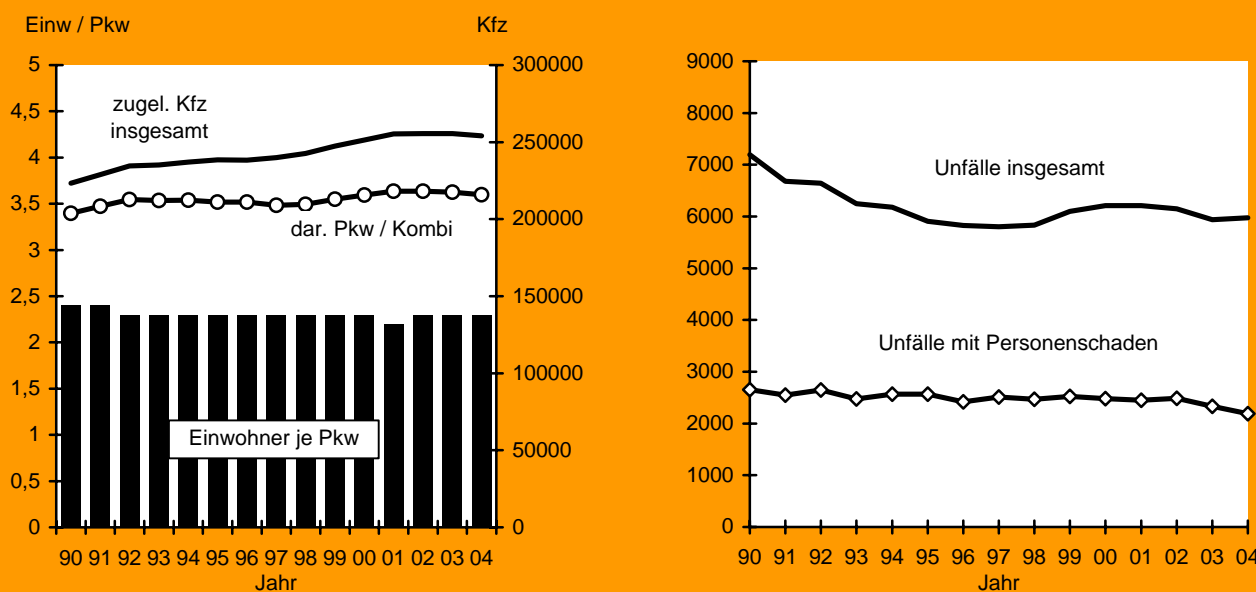 Einw / Pkw
Kfz
5
4,5
4
3,5
3
2,5
2
1,5
1
0,5
0
300000
250000
200000
150000
100000
50000
0
zugel. Kfz
insgesamt
dar. Pkw / Kombi
Einwohner je Pkw
90 91 92 93 94 95 96 97 98 99 00 01 02 03 04
Jahr
9000
8000
7000
6000
5000
4000
3000
2000
1000
0
Unfälle insgesamt
Unfälle mit Personenschaden
90 91 92 93 94 95 96 97 98 99 00 01 02 03 04
Jahr